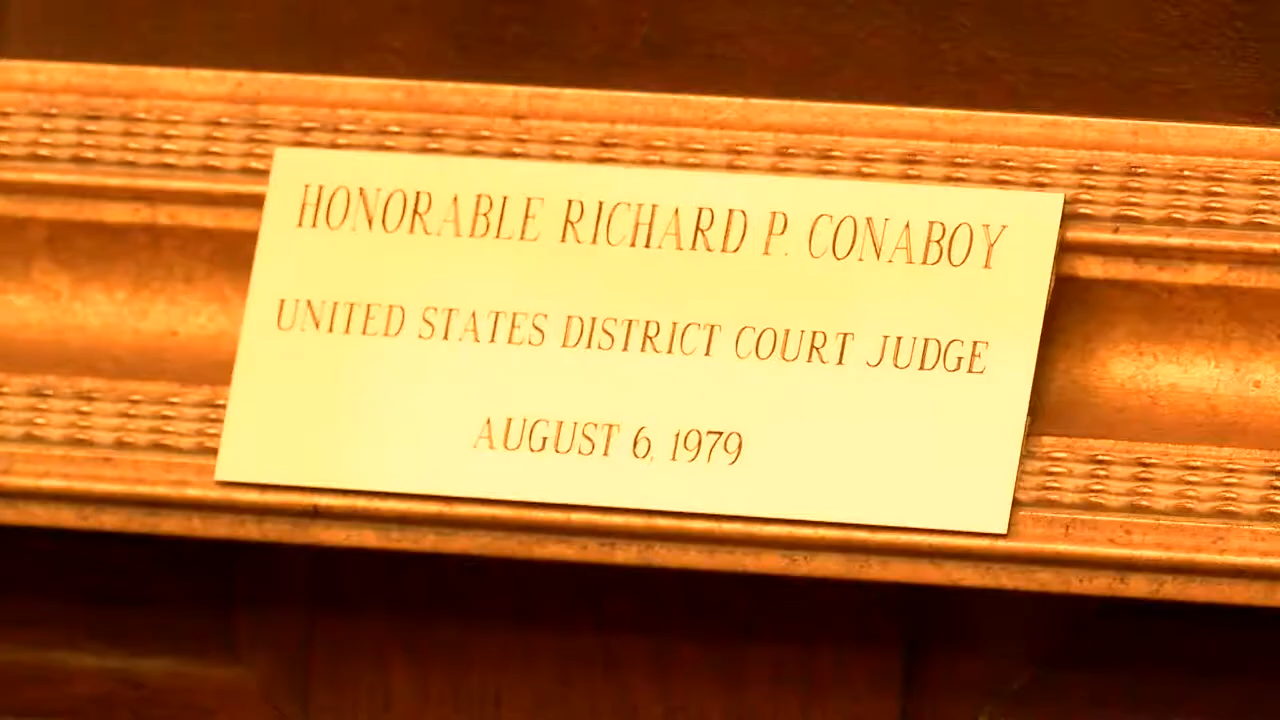 HONORABLE RICHARD P. CONABOY
UNITED STATES DISTRICT COURT JUDGE
AUGUST 6, 1979